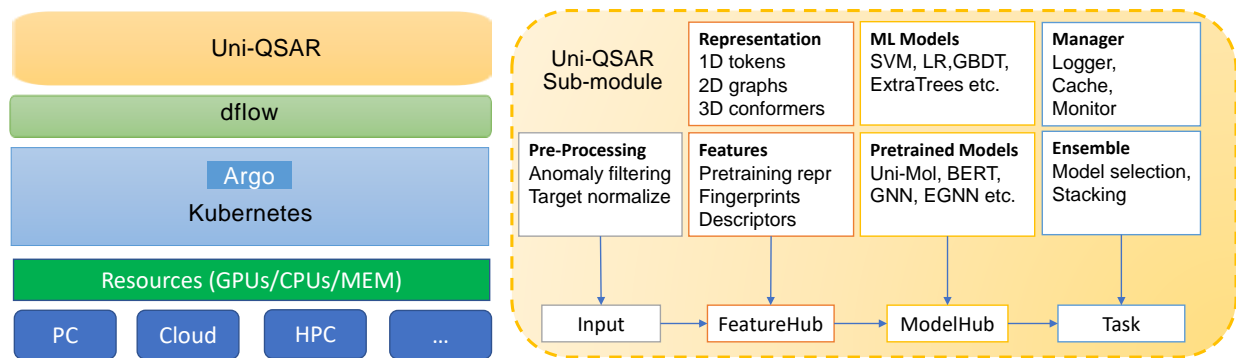 Uni-QSAR
dflow
Argo
Kubernetes
Resources (GPUs/CPUs/MEM)
PC
Cloud
HPC
...
Uni-QSAR
Sub-module
Representation
1D tokens
2D graphs
3D conformers
ML Models
SVM, LR,GBDT,
ExtraTrees etc.
Manager
Logger,
Cache,
Monitor
Pre-Processing
Anomaly filtering
Target normalize
Features
Pretraining repr
Fingerprints
Descriptors
Pretrained Models
Uni-Mol, BERT,
GNN, EGNN etc.
Ensemble
Model selection,
Stacking
Input
FeatureHub
ModelHub
Task